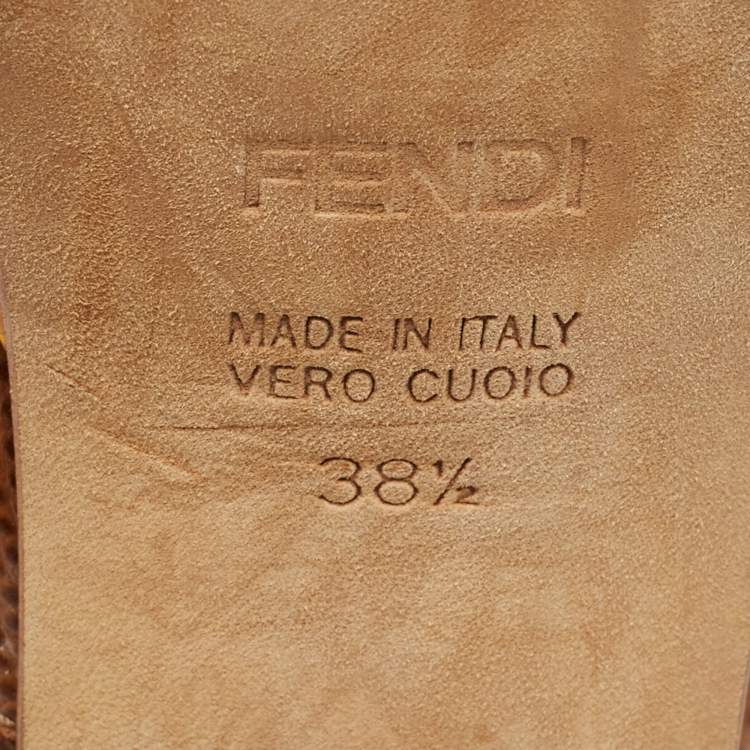 FENDI
MADE IN ITALY
VERO CUOIO
38½